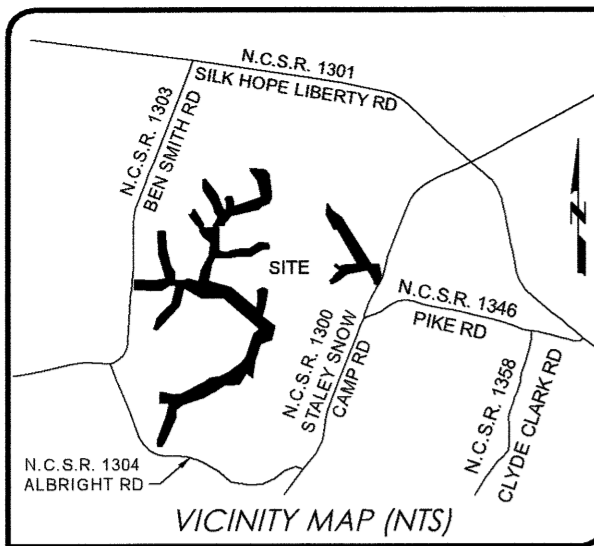 N.C.S.R. 1301
SILK HOPE LIBERTY RD
N.C.S.R. 1303
BEN SMITH RD
N
SITE
N.C.S.R. 1346
PIKE RD
N.C.S.R. 1300
STALEY SNOW
CAMP RD
N.C.S.R. 1358
CLYDE CLARK RD
N.C.S.R. 1304
ALBRIGHT RD
VICINITY MAP (NTS)